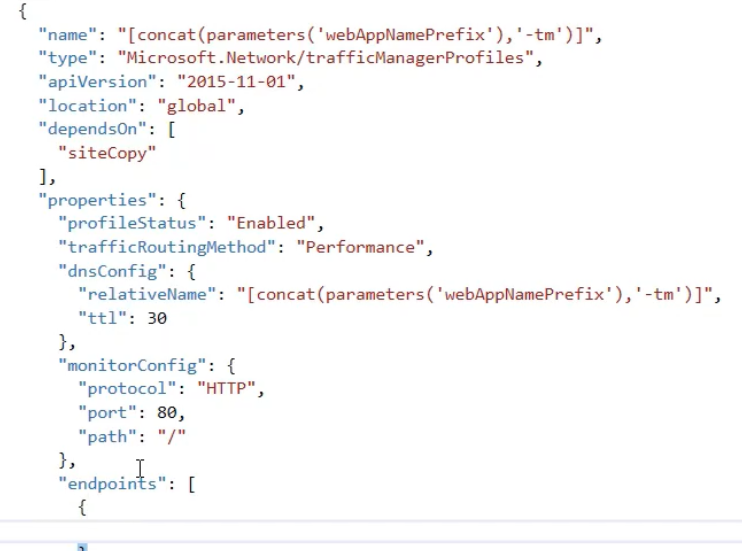 {
"name": "[concat(parameters('webAppNamePrefix'),'-tm')]",
"type": "Microsoft.Network/trafficManagerProfiles",
"apiVersion": "2015-11-01",
"location": "global",
"dependsOn": [
"siteCopy"
],
"properties": {
"profileStatus": "Enabled",
"trafficRoutingMethod": "Performance",
"dnsConfig": {
"relativeName": "[concat(parameters('webAppNamePrefix'),'-tm')]",
"ttl": 30
},
"monitorConfig": {
"protocol": "HTTP",
"port": 80,
"path": "/"
},
"endpoints": [
{